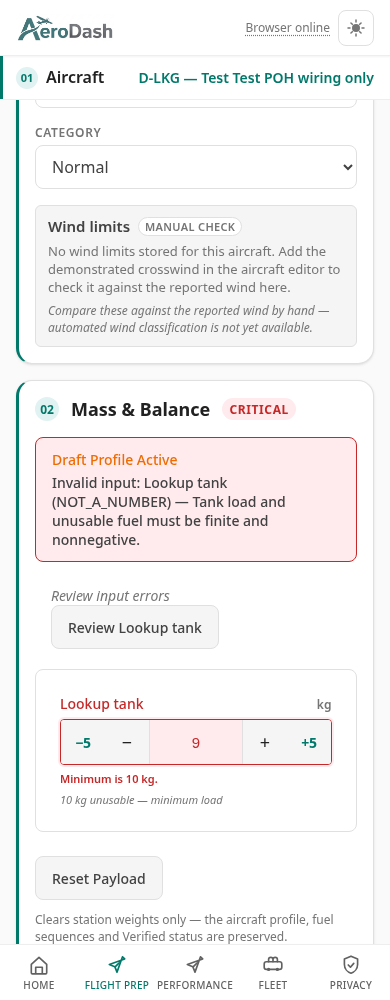 AeroDash
Browser online
01 Aircraft D-LKG — Test Test POH wiring only
CATEGORY
Normal
Wind limits MANUAL CHECK
No wind limits stored for this aircraft. Add the
demonstrated crosswind in the aircraft editor to
check it against the reported wind here.
Compare these against the reported wind by hand —
automated wind classification is not yet available.
02 Mass & Balance CRITICAL
Draft Profile Active
Invalid input: Lookup tank
(NOT_A_NUMBER) — Tank load and
unusable fuel must be finite and
nonnegative.
Review input errors
Review Lookup tank
Lookup tank kg
−5 − 9 + +5
Minimum is 10 kg.
10 kg unusable — minimum load
Reset Payload
Clears station weights only — the aircraft profile, fuel
sequences and Verified status are preserved.
HOME FLIGHT PREP PERFORMANCE FLEET PRIVACY